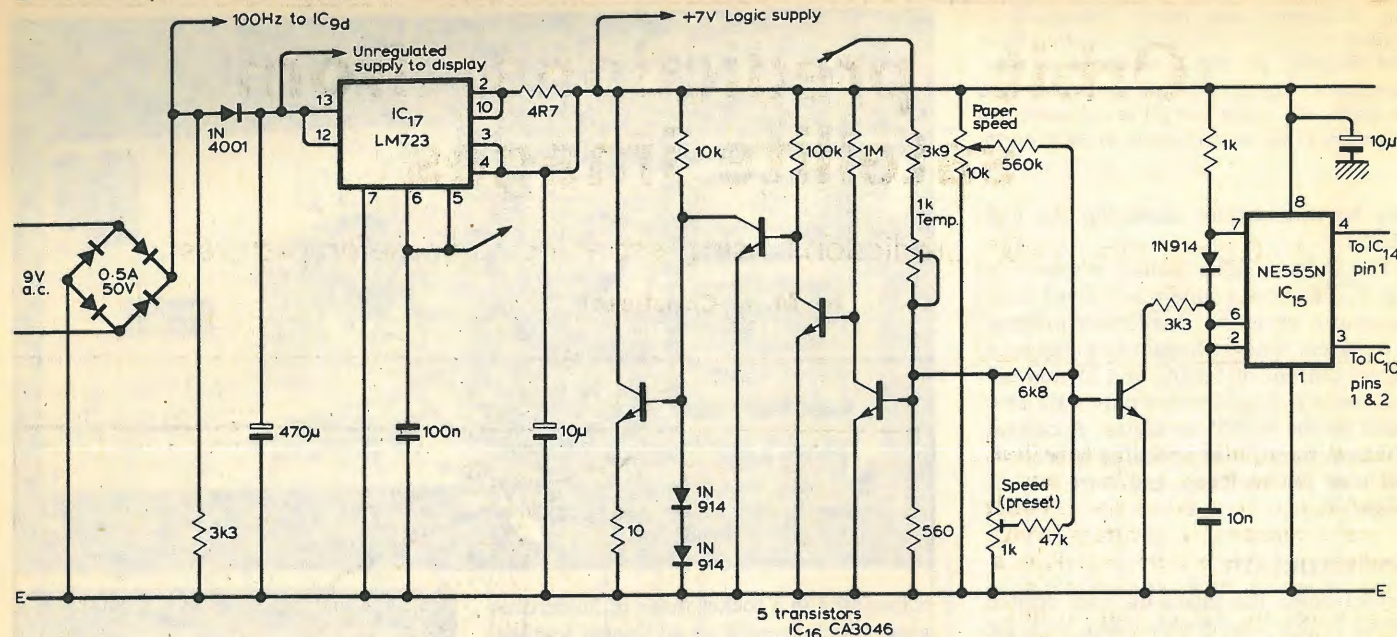 100Hz to IC9d
+7V Logic supply
Unregulated
supply to display
13
12
IC17
LM723
2
10
3
4
7
6
5
4R7
1N
4001
9V
a.c.
0·5A
50V
3k3
470µ
100n
10µ
10k
100k
1M
3k9
Paper
speed
10k
560k
1k
Temp.
10
1N
914
1N
914
6k8
560
Speed
(preset)
1k
47k
1k
1N914
3k3
10n
8
7
6
2
4
3
1
NE555N
IC15
10µ
To IC14
pin 1
To IC10
pins
1 & 2
E
E
5 transistors
IC16 CA3046